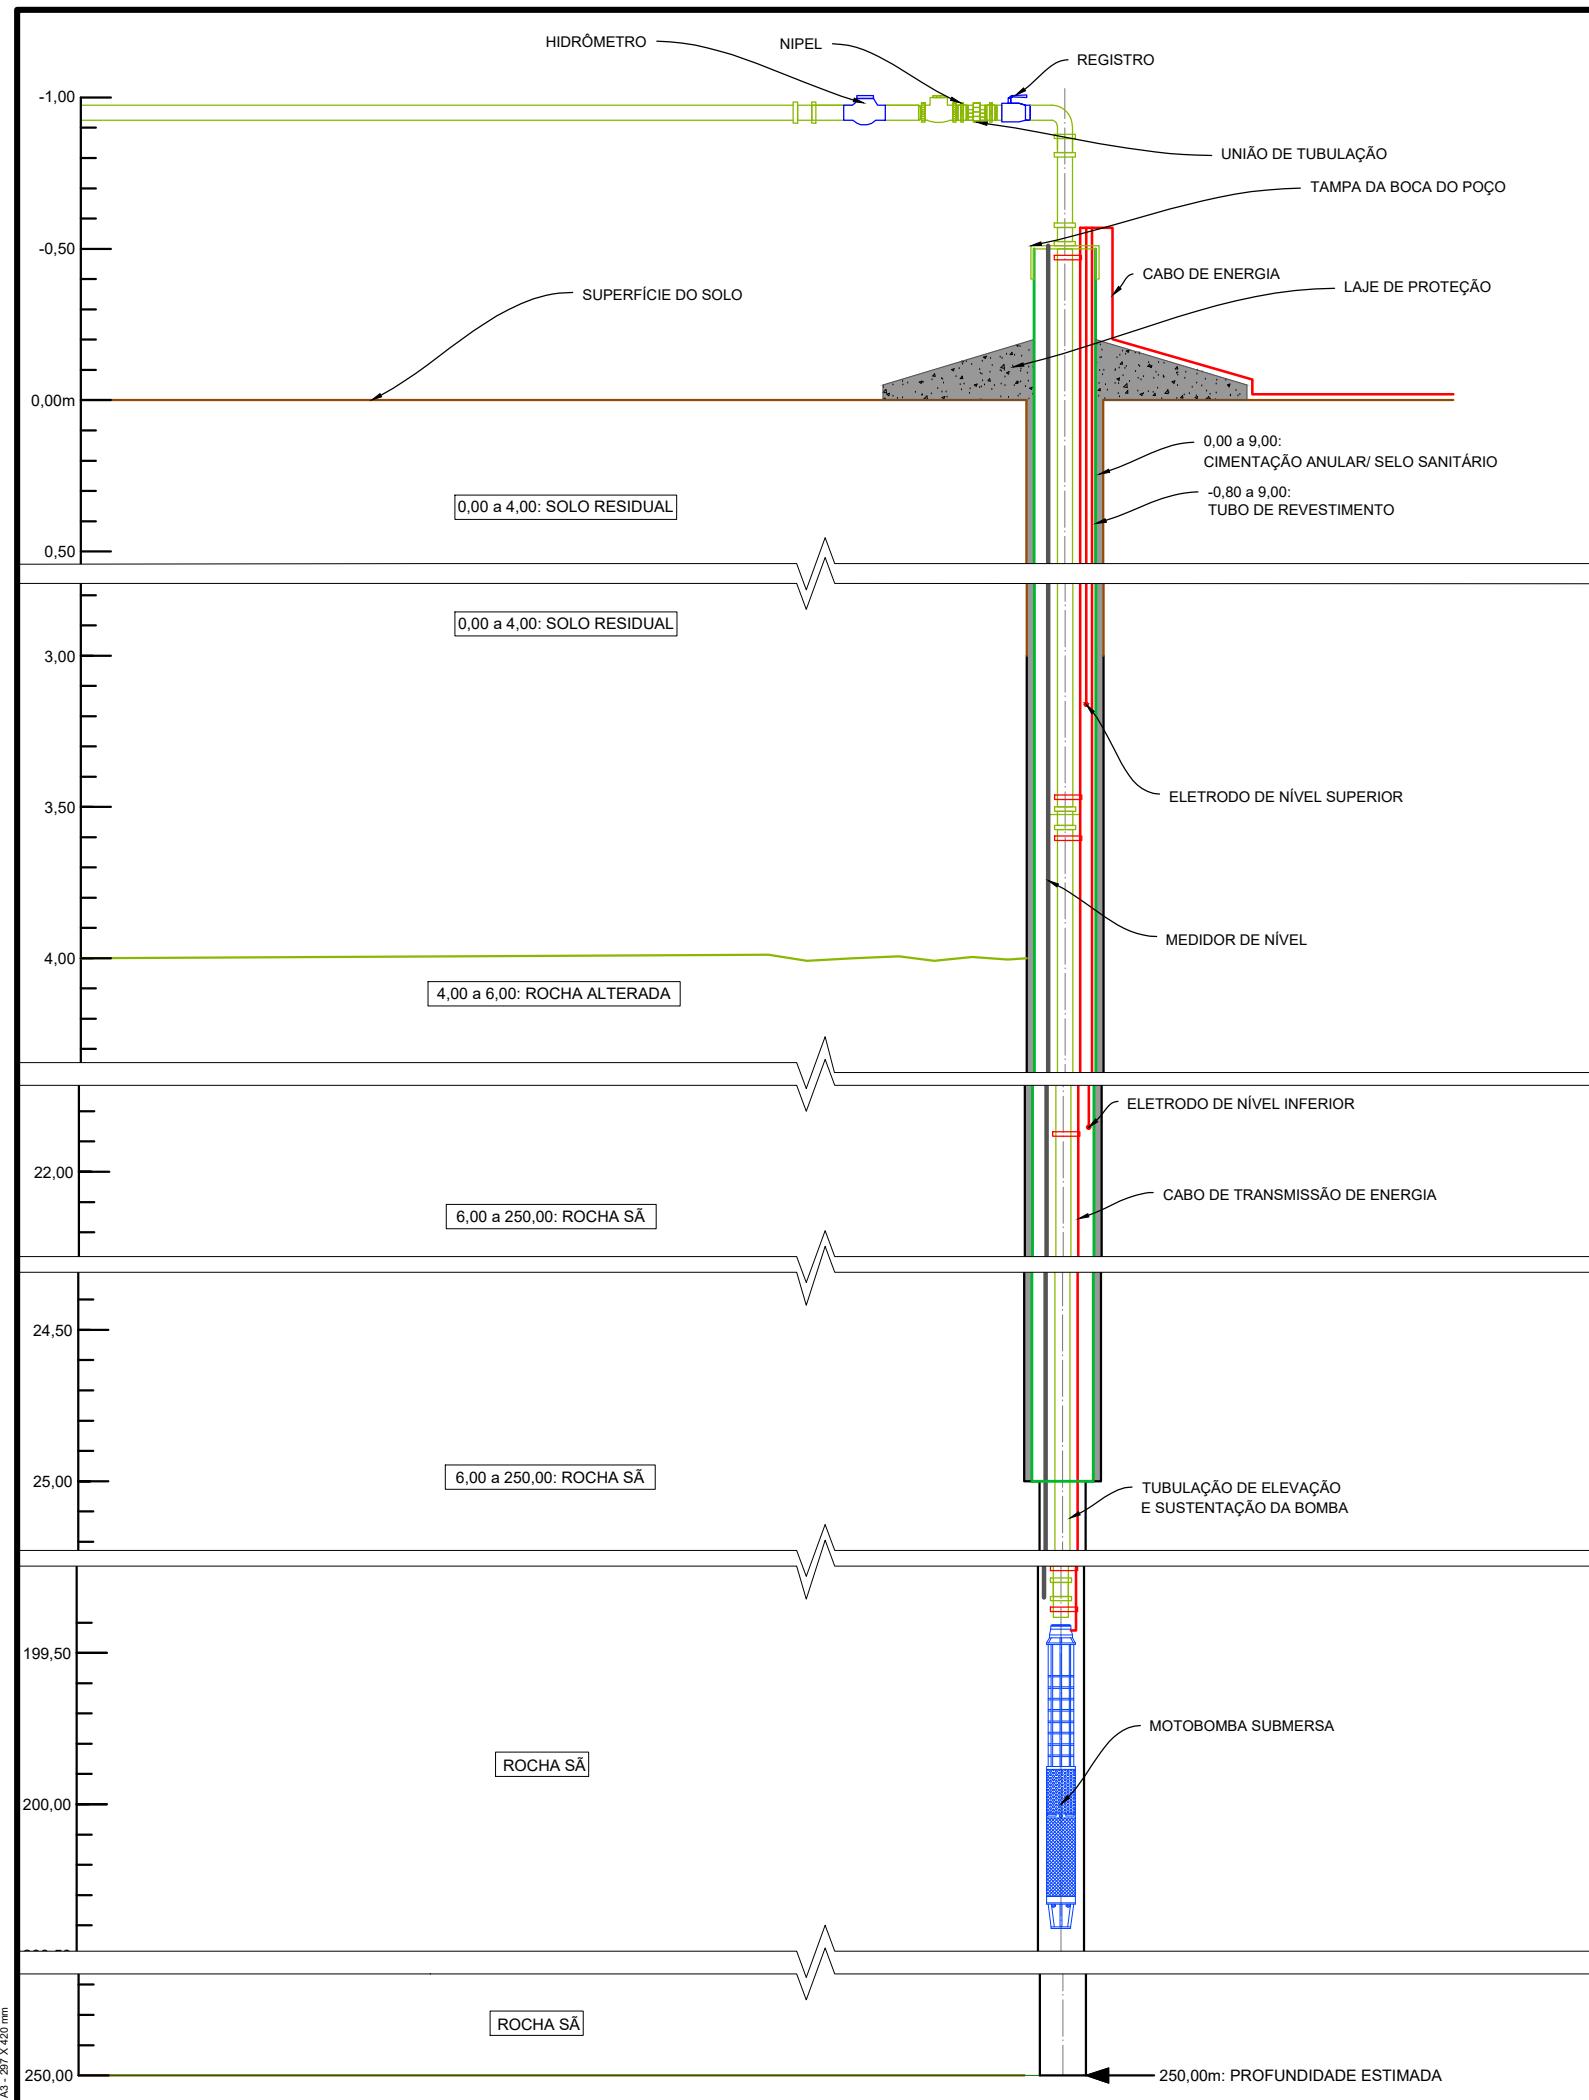 HIDRÔMETRO
NIPEL
REGISTRO
-1,00
UNIÃO DE TUBULAÇÃO
TAMPA DA BOCA DO POÇO
-0,50
CABO DE ENERGIA
SUPERFÍCIE DO SOLO
LAJE DE PROTEÇÃO
0,00m
0,00 a 9,00:
CIMENTAÇÃO ANULAR/ SELO SANITÁRIO
-0,80 a 9,00:
TUBO DE REVESTIMENTO
0,00 a 4,00: SOLO RESIDUAL
0,50
0,00 a 4,00: SOLO RESIDUAL
3,00
ELETRODO DE NÍVEL SUPERIOR
3,50
MEDIDOR DE NÍVEL
4,00
4,00 a 6,00: ROCHA ALTERADA
ELETRODO DE NÍVEL INFERIOR
22,00
CABO DE TRANSMISSÃO DE ENERGIA
6,00 a 250,00: ROCHA SÃ
24,50
6,00 a 250,00: ROCHA SÃ
25,00
TUBULAÇÃO DE ELEVAÇÃO
E SUSTENTAÇÃO DA BOMBA
199,50
MOTOBOMBA SUBMERSA
ROCHA SÃ
200,00
ROCHA SÃ
250,00
250,00m: PROFUNDIDADE ESTIMADA
A3 - 297 X 420 mm